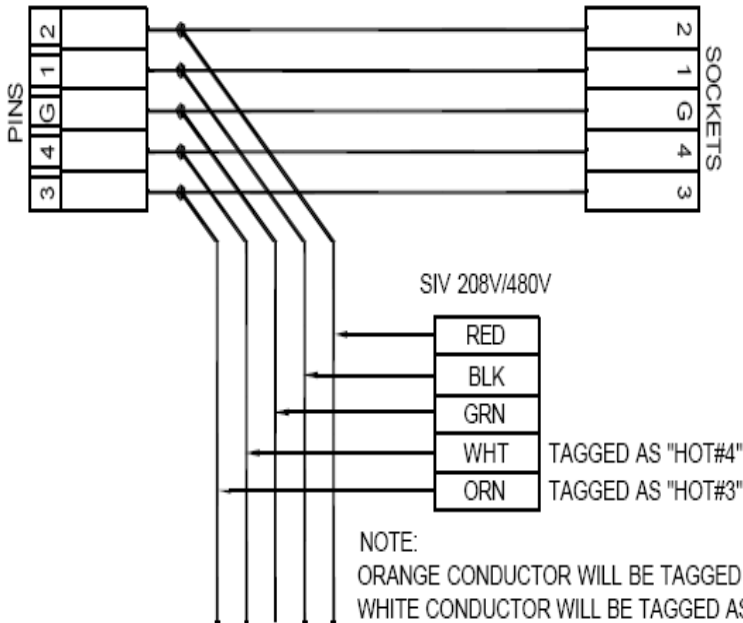 PINS
2
1
G
4
3
2
1
G
4
3
SOCKETS
SIV 208V/480V
RED
BLK
GRN
WHT TAGGED AS "HOT#4"
ORN TAGGED AS "HOT#3"
NOTE:
ORANGE CONDUCTOR WILL BE TAGGED
WHITE CONDUCTOR WILL BE TAGGED AS